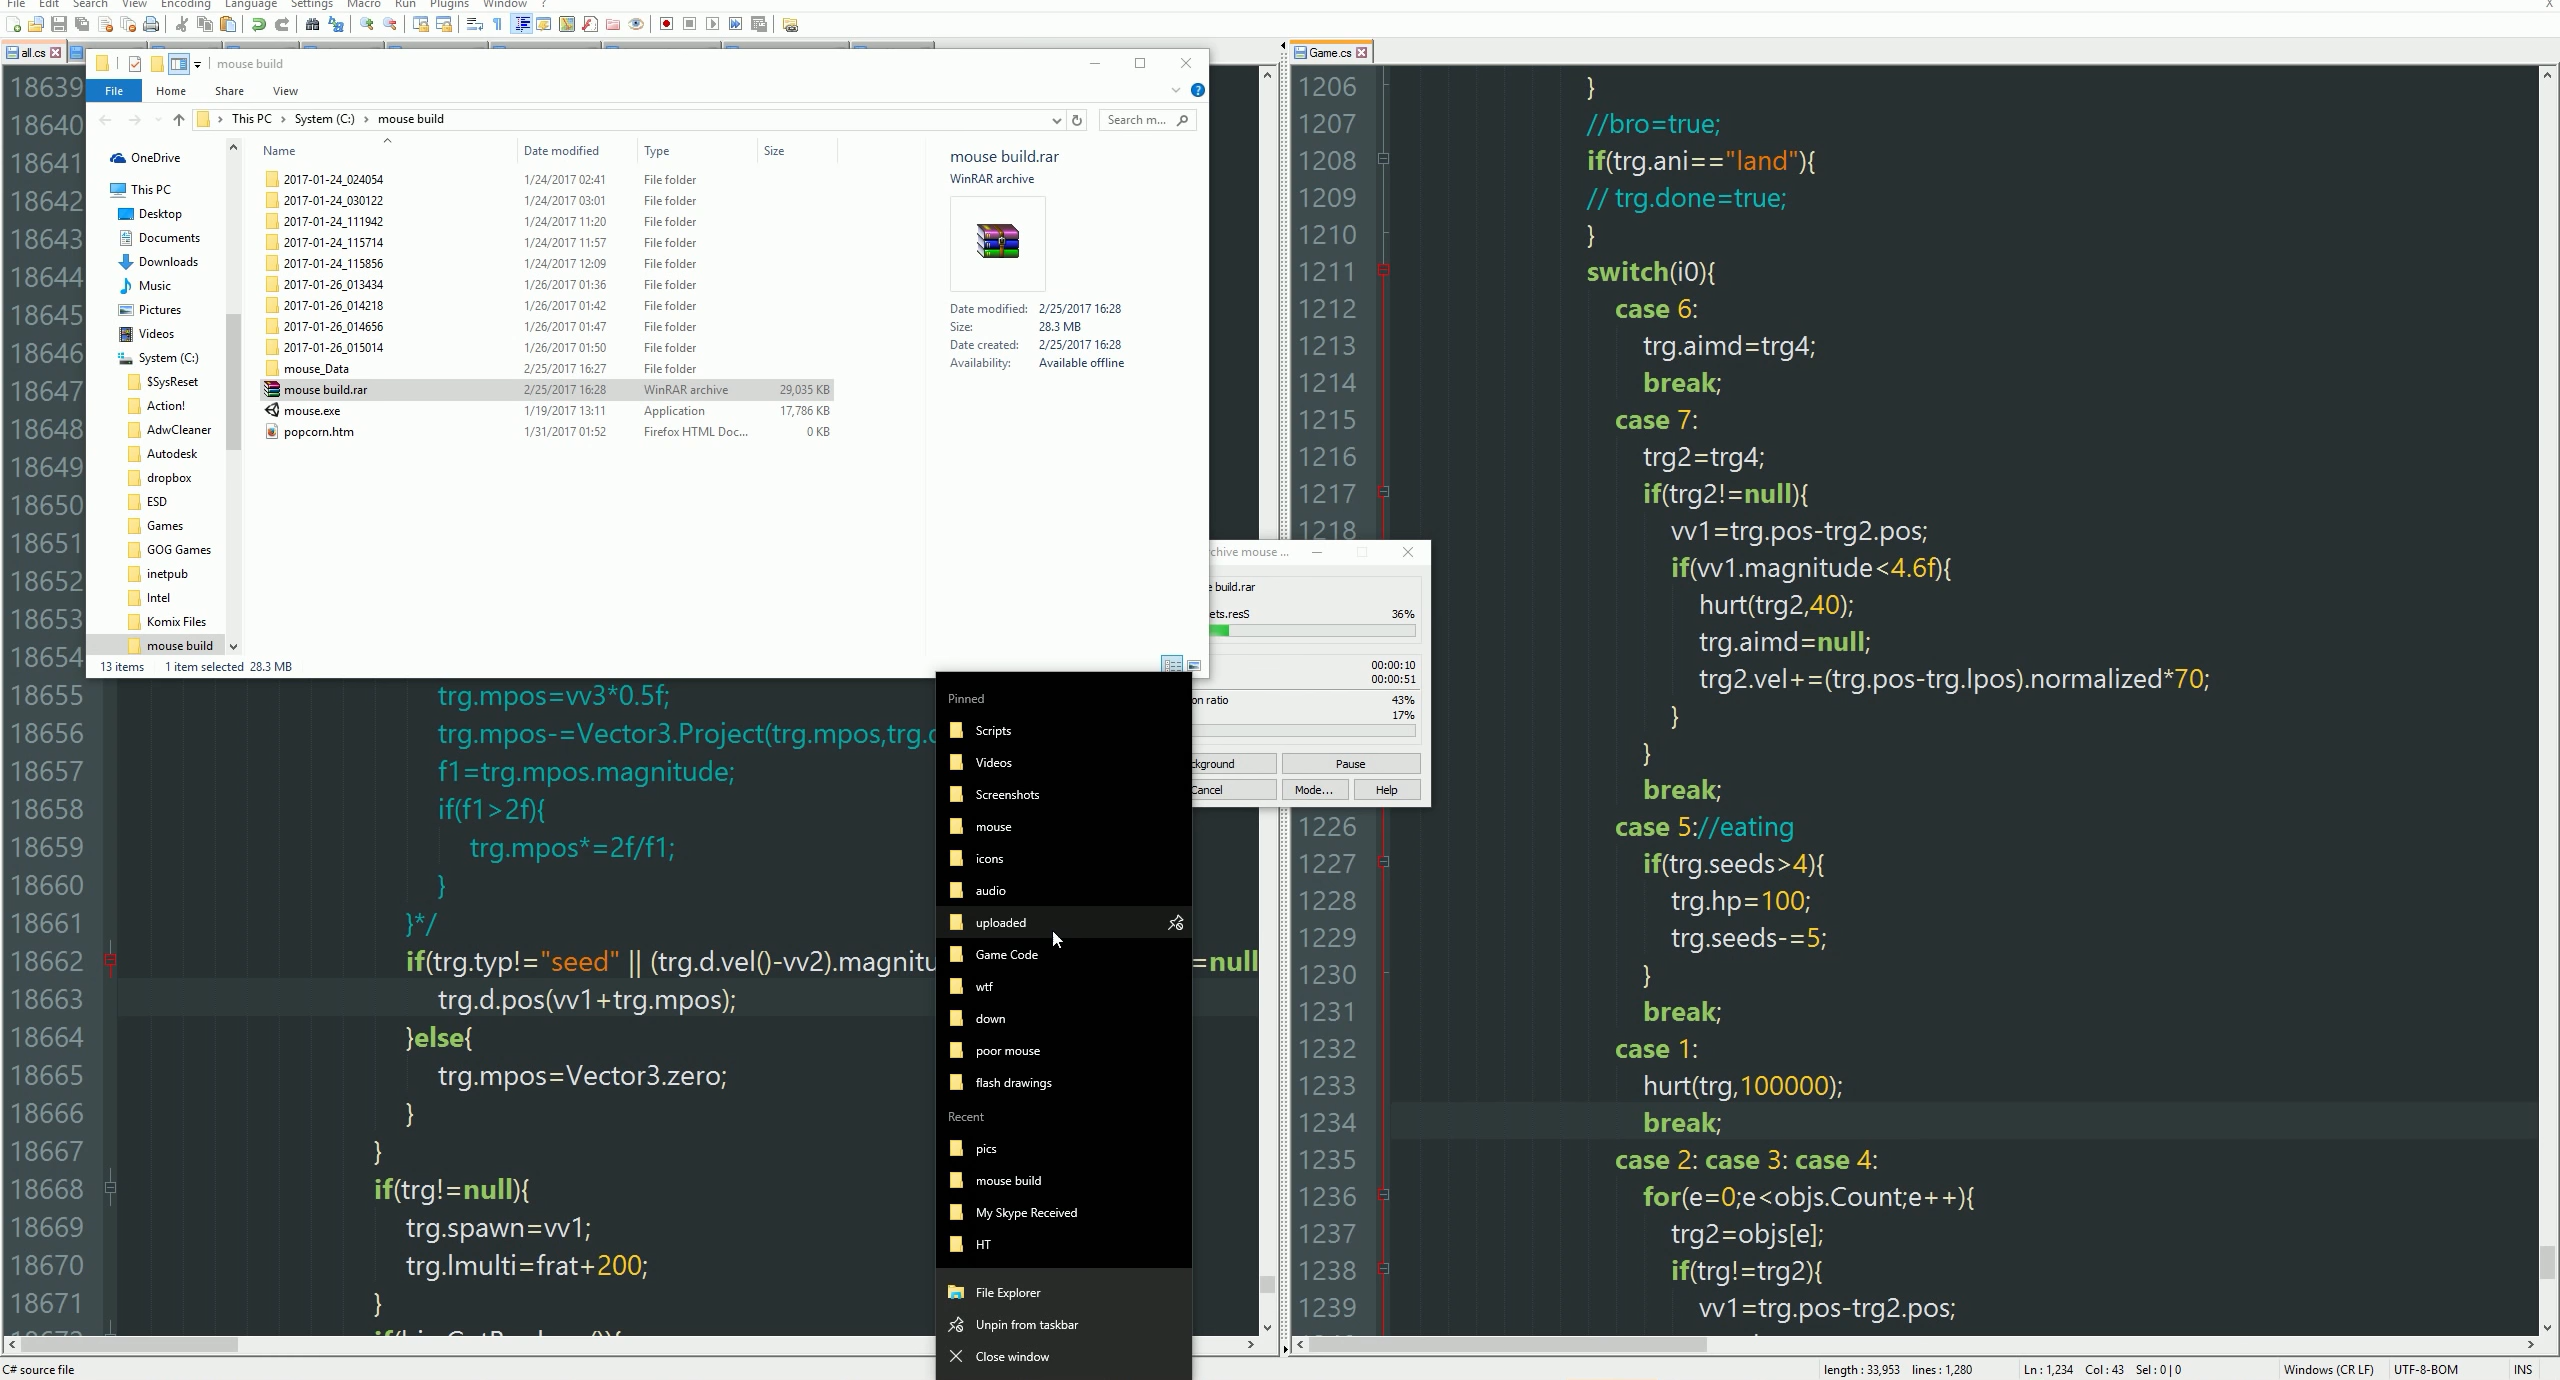 File Edit Search View Encoding Language Settings Macro Run Plugins Window ?
X
all.cs
mouse build
File Home Share View
This PC > System (C:) > mouse build
Search m...
OneDrive
This PC
Desktop
Documents
Downloads
Music
Pictures
Videos
System (C:)
$SysReset
Action!
AdwCleaner
Autodesk
dropbox
ESD
Games
GOG Games
inetpub
Intel
Komix Files
mouse build
Name Date modified Type Size
2017-01-24_024054 1/24/2017 02:41 File folder
2017-01-24_030122 1/24/2017 03:01 File folder
2017-01-24_111942 1/24/2017 11:20 File folder
2017-01-24_115714 1/24/2017 11:57 File folder
2017-01-24_115856 1/24/2017 12:09 File folder
2017-01-26_013434 1/26/2017 01:36 File folder
2017-01-26_014218 1/26/2017 01:42 File folder
2017-01-26_014656 1/26/2017 01:47 File folder
2017-01-26_015014 1/26/2017 01:50 File folder
mouse_Data 2/25/2017 16:27 File folder
mouse build.rar 2/25/2017 16:28 WinRAR archive 29,035 KB
mouse.exe 1/19/2017 13:11 Application 17,786 KB
popcorn.htm 1/31/2017 01:52 Firefox HTML Doc... 0 KB
mouse build.rar
WinRAR archive
Date modified: 2/25/2017 16:28
Size: 28.3 MB
Date created: 2/25/2017 16:28
Availability: Available offline
13 items 1 item selected 28.3 MB
18639
18640
18641
18642
18643
18644
18645
18646
18647
18648
18649
18650
18651
18652
18653
18654
18655 trg.mpos=vv3*0.5f;
18656 trg.mpos-=Vector3.Project(trg.mpos,trg.
18657 f1=trg.mpos.magnitude;
18658 if(f1>2f){
18659 trg.mpos*=2f/f1;
18660 }
18661 }*/
18662 if(trg.typ!="seed" || (trg.d.vel()-vv2).magnitu =null
18663 trg.d.pos(vv1+trg.mpos);
18664 }else{
18665 trg.mpos=Vector3.zero;
18666 }
18667 }
18668 if(trg!=null){
18669 trg.spawn=vv1;
18670 trg.lmulti=frat+200;
18671 }
chive mouse ...
build.rar
ets.resS 36%
00:00:10
00:00:51
on ratio 43%
17%
ckground Pause
Cancel Mode... Help
Pinned
Scripts
Videos
Screenshots
mouse
icons
audio
uploaded
Game Code
wtf
down
poor mouse
flash drawings
Recent
pics
mouse build
My Skype Received
HT
File Explorer
Unpin from taskbar
Close window
Game.cs
1206 }
1207 //bro=true;
1208 if(trg.ani=="land"){
1209 // trg.done=true;
1210 }
1211 switch(i0){
1212 case 6:
1213 trg.aimd=trg4;
1214 break;
1215 case 7:
1216 trg2=trg4;
1217 if(trg2!=null){
1218 vv1=trg.pos-trg2.pos;
if(vv1.magnitude<4.6f){
hurt(trg2,40);
trg.aimd=null;
trg2.vel+=(trg.pos-trg.lpos).normalized*70;
}
}
break;
1226 case 5://eating
1227 if(trg.seeds>4){
1228 trg.hp=100;
1229 trg.seeds-=5;
1230 }
1231 break;
1232 case 1:
1233 hurt(trg,100000);
1234 break;
1235 case 2: case 3: case 4:
1236 for(e=0;e<objs.Count;e++){
1237 trg2=objs[e];
1238 if(trg!=trg2){
1239 vv1=trg.pos-trg2.pos;
C# source file length : 33,953 lines : 1,280 Ln : 1,234 Col : 43 Sel : 0 | 0 Windows (CR LF) UTF-8-BOM INS